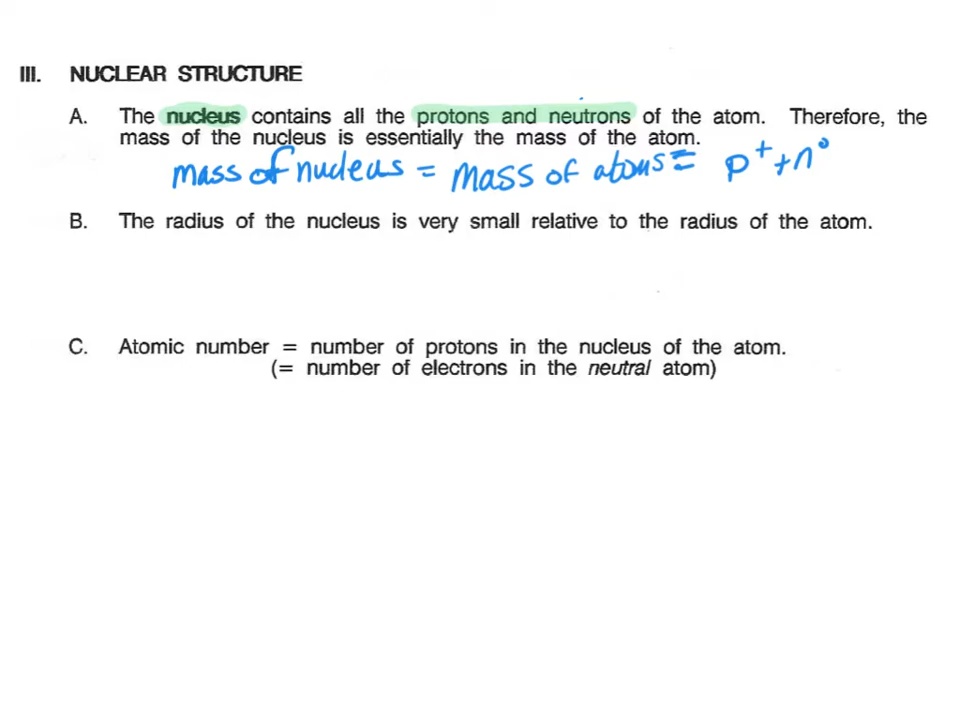 III. NUCLEAR STRUCTURE
A. The nucleus contains all the protons and neutrons of the atom. Therefore, the
mass of the nucleus is essentially the mass of the atom.
mass of nucleus = mass of atoms = p⁺ + n⁰
B. The radius of the nucleus is very small relative to the radius of the atom.
C. Atomic number = number of protons in the nucleus of the atom.
(= number of electrons in the neutral atom)